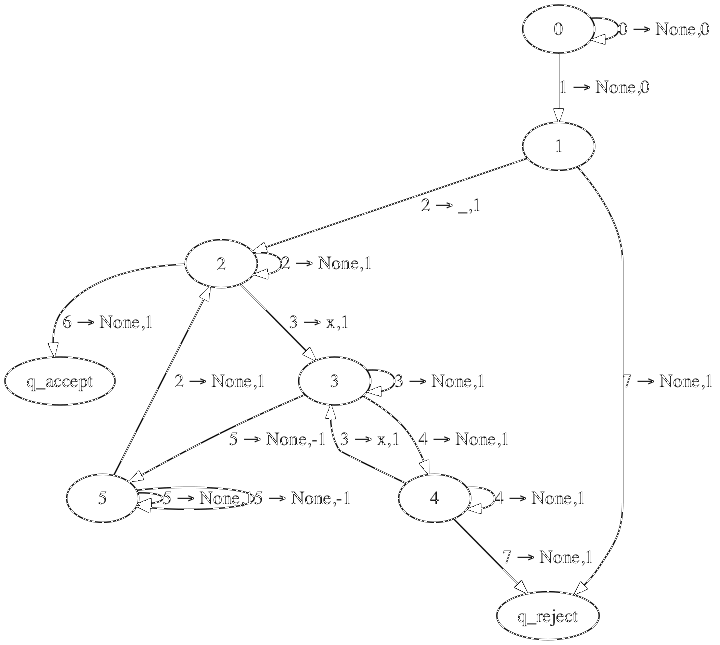 0
0 → None,0
1 → None,0
1
2 → _,1
2
2 → None,1
6 → None,1
3 → x,1
q_accept
2 → None,1
3
3 → None,1
7 → None,1
5 → None,-1
3 → x,1
4 → None,1
5
5 → None,
5 → None,-1
4
4 → None,1
7 → None,1
q_reject